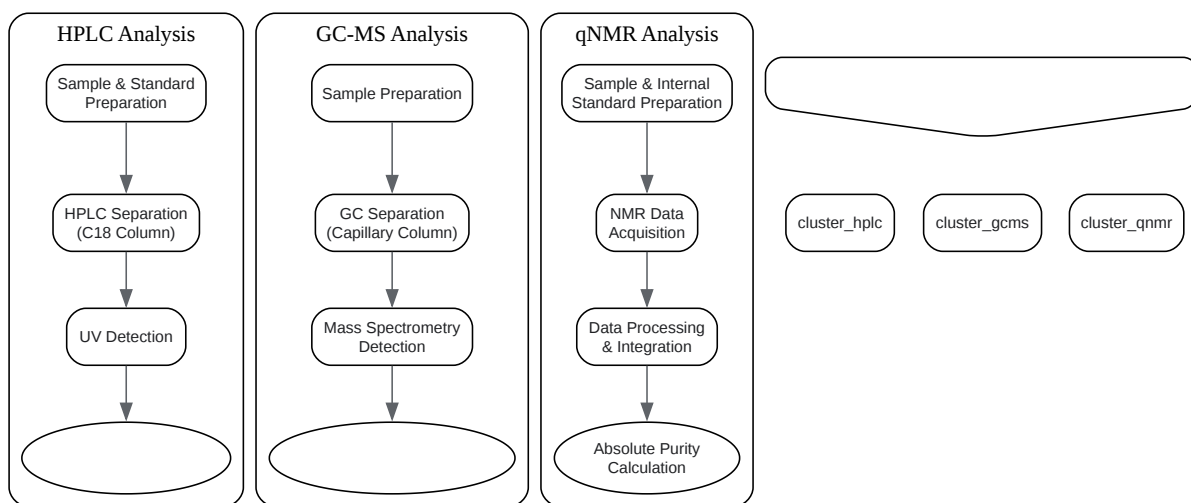 HPLC Analysis
Sample & Standard
Preparation
HPLC Separation
(C18 Column)
UV Detection
GC-MS Analysis
Sample Preparation
GC Separation
(Capillary Column)
Mass Spectrometry
Detection
qNMR Analysis
Sample & Internal
Standard Preparation
NMR Data
Acquisition
Data Processing
& Integration
Absolute Purity
Calculation
cluster_hplc
cluster_gcms
cluster_qnmr